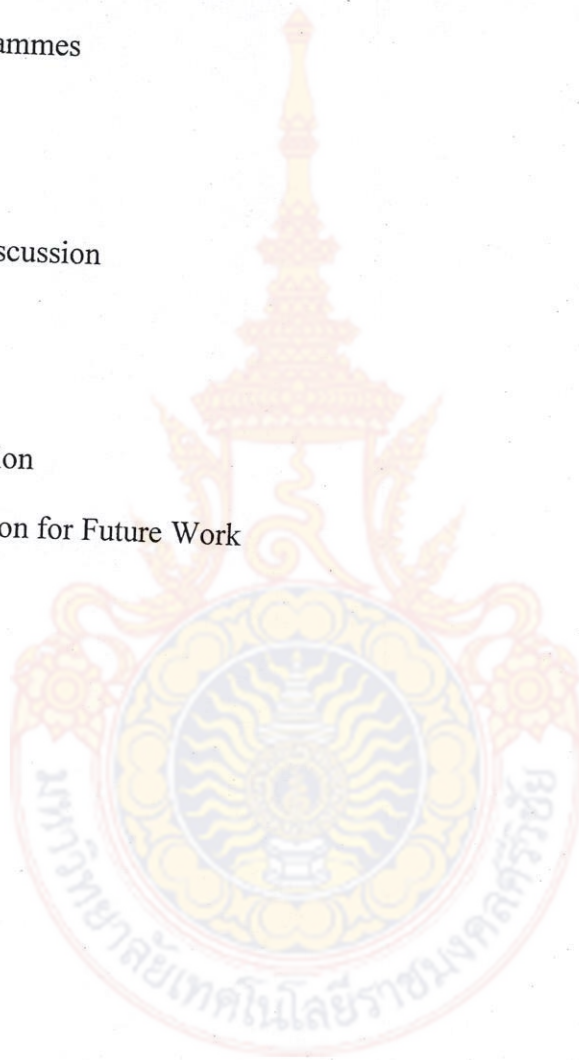 ammes
scussion
ion
on for Future Work
มหาวิทยาลัยเทคโนโลยีราชมงคลศรีวิชัย